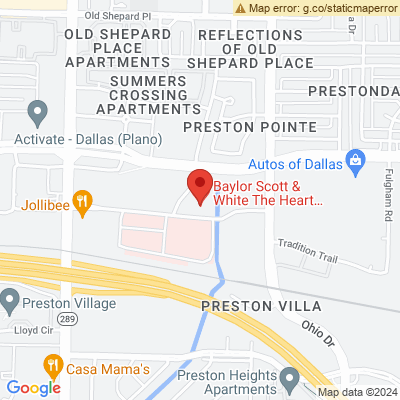 Map error: g.co/staticmaperror
Old Shepard Pl
OLD SHEPARD
PLACE
APARTMENTS
REFLECTIONS
OF OLD
SHEPARD PLACE
SUMMERS
CROSSING
APARTMENTS
PRESTONDA
PRESTON POINTE
Activate - Dallas (Plano)
Autos of Dallas
Fulgham Rd
Baylor Scott &
White The Heart...
Jollibee
Tradition Trail
Preston Village
289
PRESTON VILLA
Lloyd Cir
Ohio Dr
Casa Mama's
Preston Heights
Apartments
Google
Map data ©2024